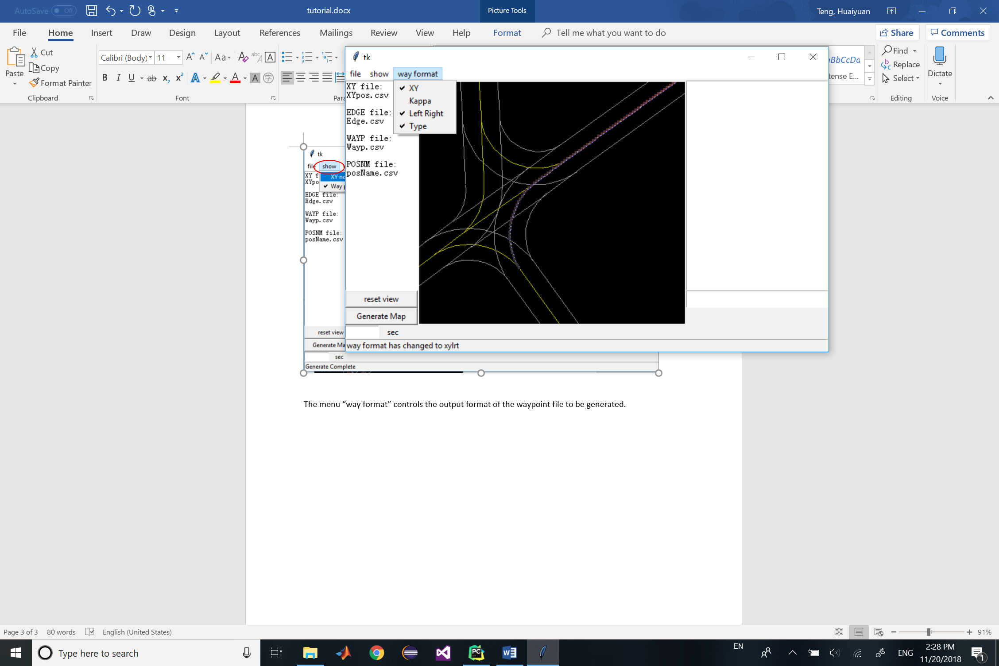 AutoSave Off
tutorial.docx
Picture Tools
Teng, Huaiyuan
File Home Insert Draw Design Layout References Mailings Review View Help Format Tell me what you want to do Share Comments
Paste
Cut
Copy
Format Painter
Clipboard
Calibri (Body) 11
Aa
B I U ab x₂ x²
Font
Para
BbCcDd
tense E...
Find
Replace
Select
Editing
Dictate
Voice
tk
file show way format
XY
Kappa
Left Right
Type
XY file:
XYpos.csv
EDGE file:
Edge.csv
WAYP file:
Wayp.csv
POSNM file:
posName.csv
reset view
Generate Map
sec
way format has changed to xylrt
tk
file show
XY no
Way p
XY f
XYpo
EDGE file:
Edge.csv
WAYP file:
Wayp.csv
POSNM file:
posName.csv
reset view
Generate Ma
sec
Generate Complete
The menu “way format” controls the output format of the waypoint file to be generated.
Page 3 of 3 80 words English (United States)
91%
Type here to search
EN
ENG
2:28 PM
11/20/2018
1